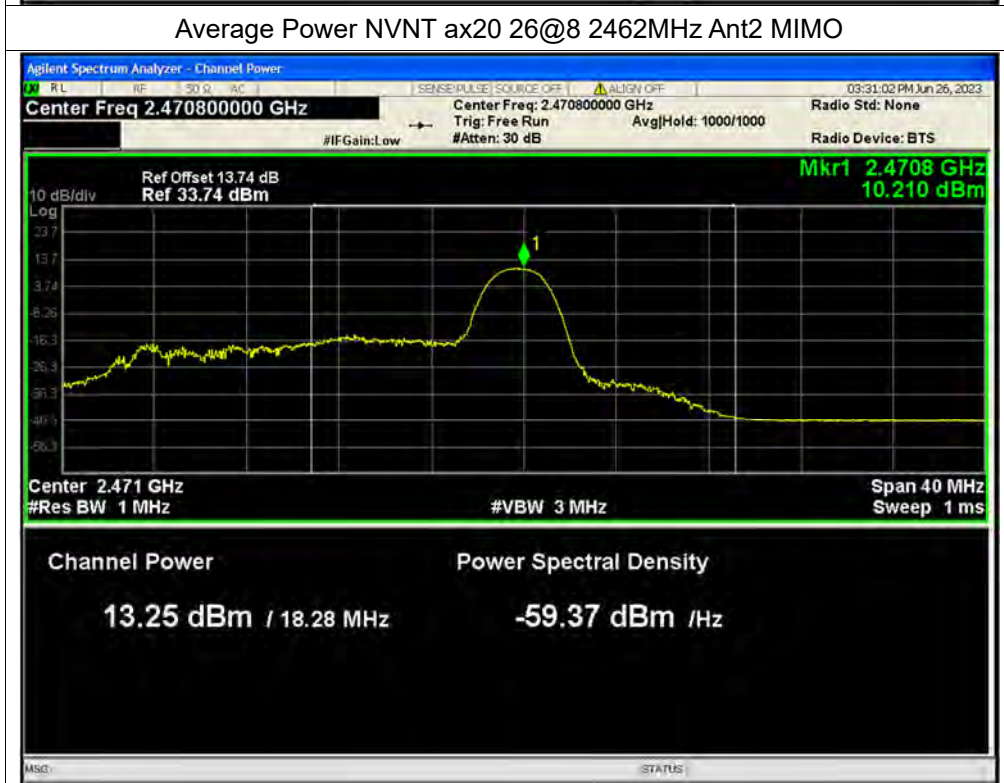 Average Power NVNT ax20 26@8 2462MHz Ant2 MIMO
Agilent Spectrum Analyzer - Channel Power
RL RF 50 Ω AC SENSE:PULSE SOURCE OFF ALIGN OFF 03:31:02 PM Jun 26, 2023
Center Freq 2.470800000 GHz Center Freq: 2.470800000 GHz Radio Std: None
Trig: Free Run Avg|Hold: 1000/1000
#IFGain:Low #Atten: 30 dB Radio Device: BTS
Mkr1 2.4708 GHz
10.210 dBm
Ref Offset 13.74 dB
10 dB/div Ref 33.74 dBm
Log
23.7
13.7
3.74
-6.26
-16.3
-26.3
-36.3
-46.3
-56.3
1
Center 2.471 GHz Span 40 MHz
#Res BW 1 MHz #VBW 3 MHz Sweep 1 ms
Channel Power Power Spectral Density
13.25 dBm / 18.28 MHz -59.37 dBm /Hz
MSG STATUS